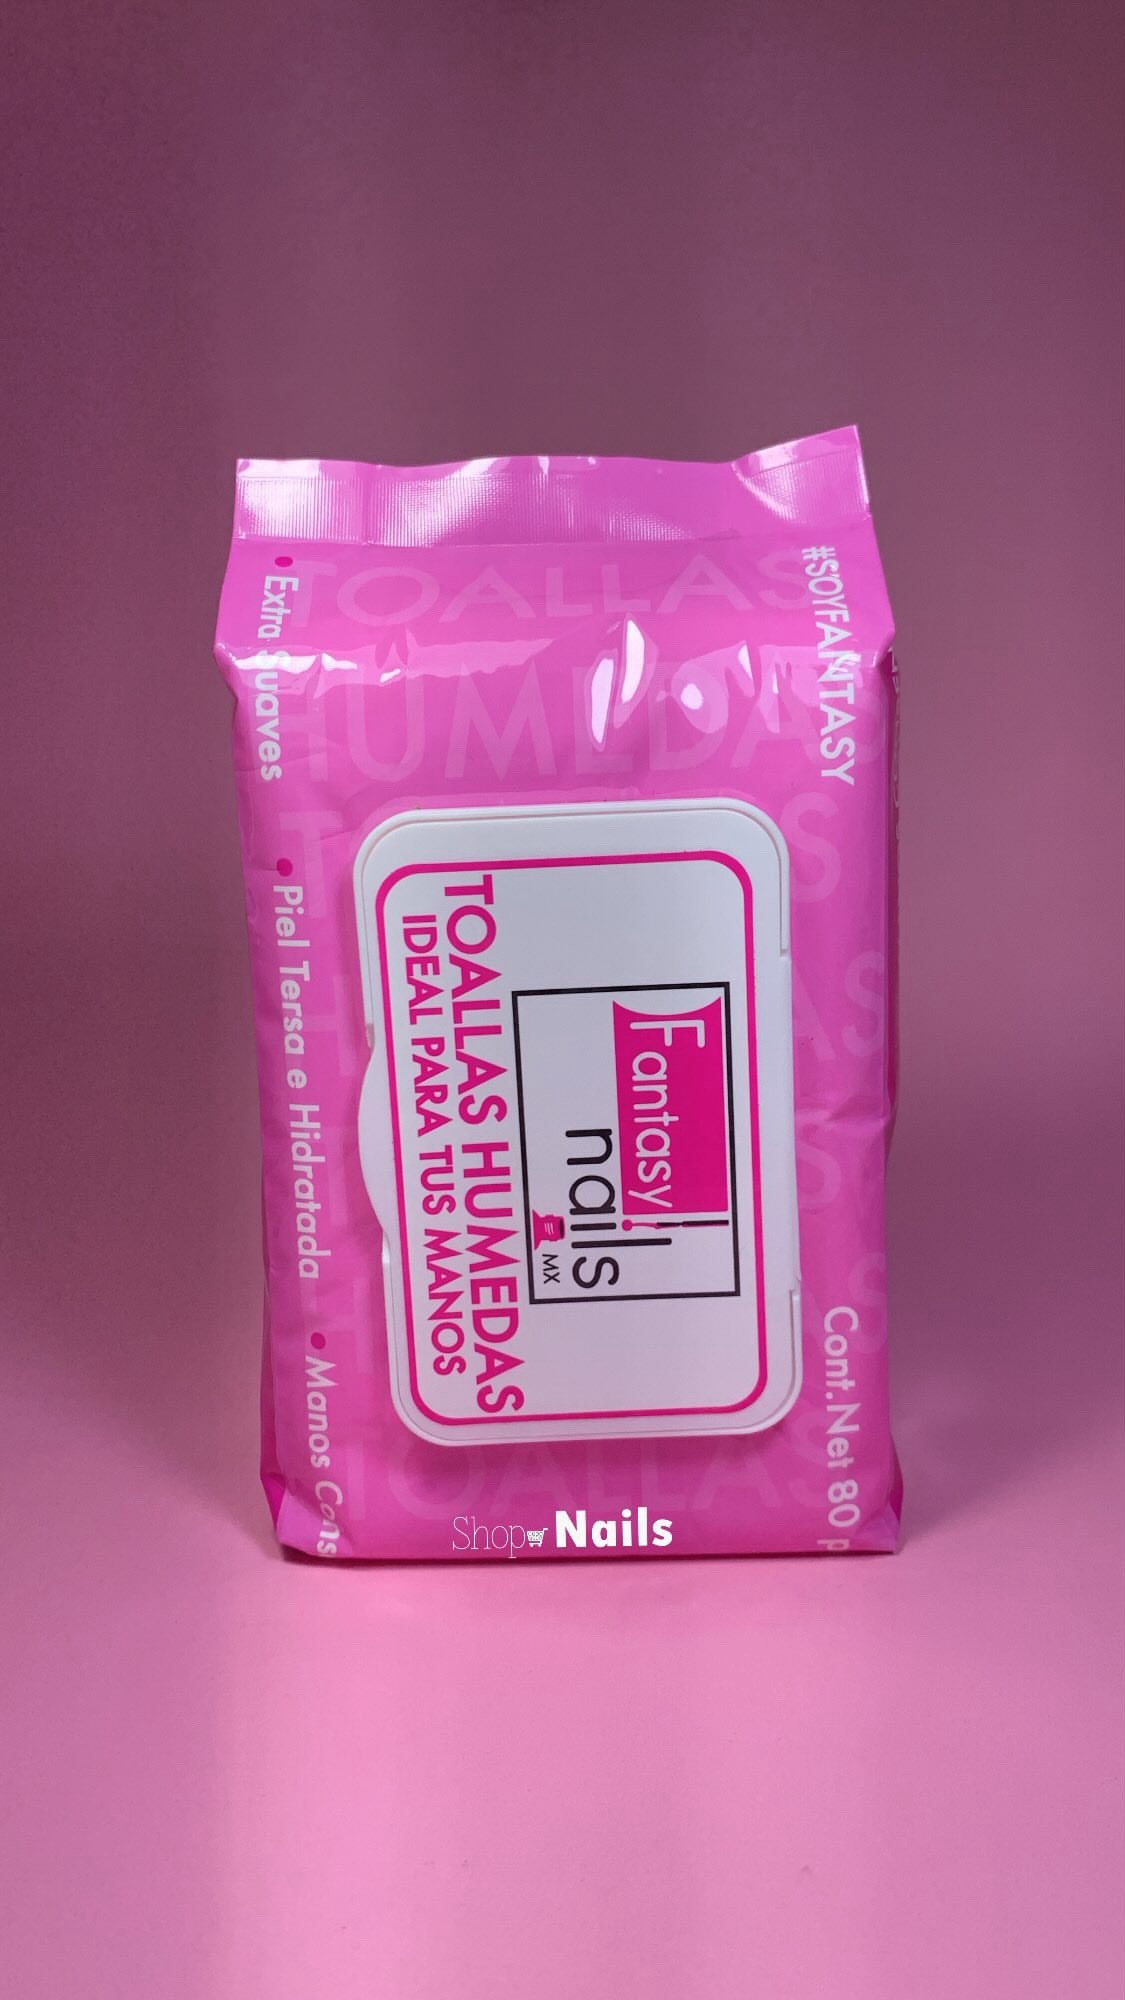 #SOYFANTASY
Cont.Net 80
Fantasy
nails
MX
TOALLAS HUMEDAS
IDEAL PARA TUS MANOS
• Extra Suaves • Piel Tersa e Hidratada • Manos Cons
TOALLAS
HUMEDAS
Shop Nails